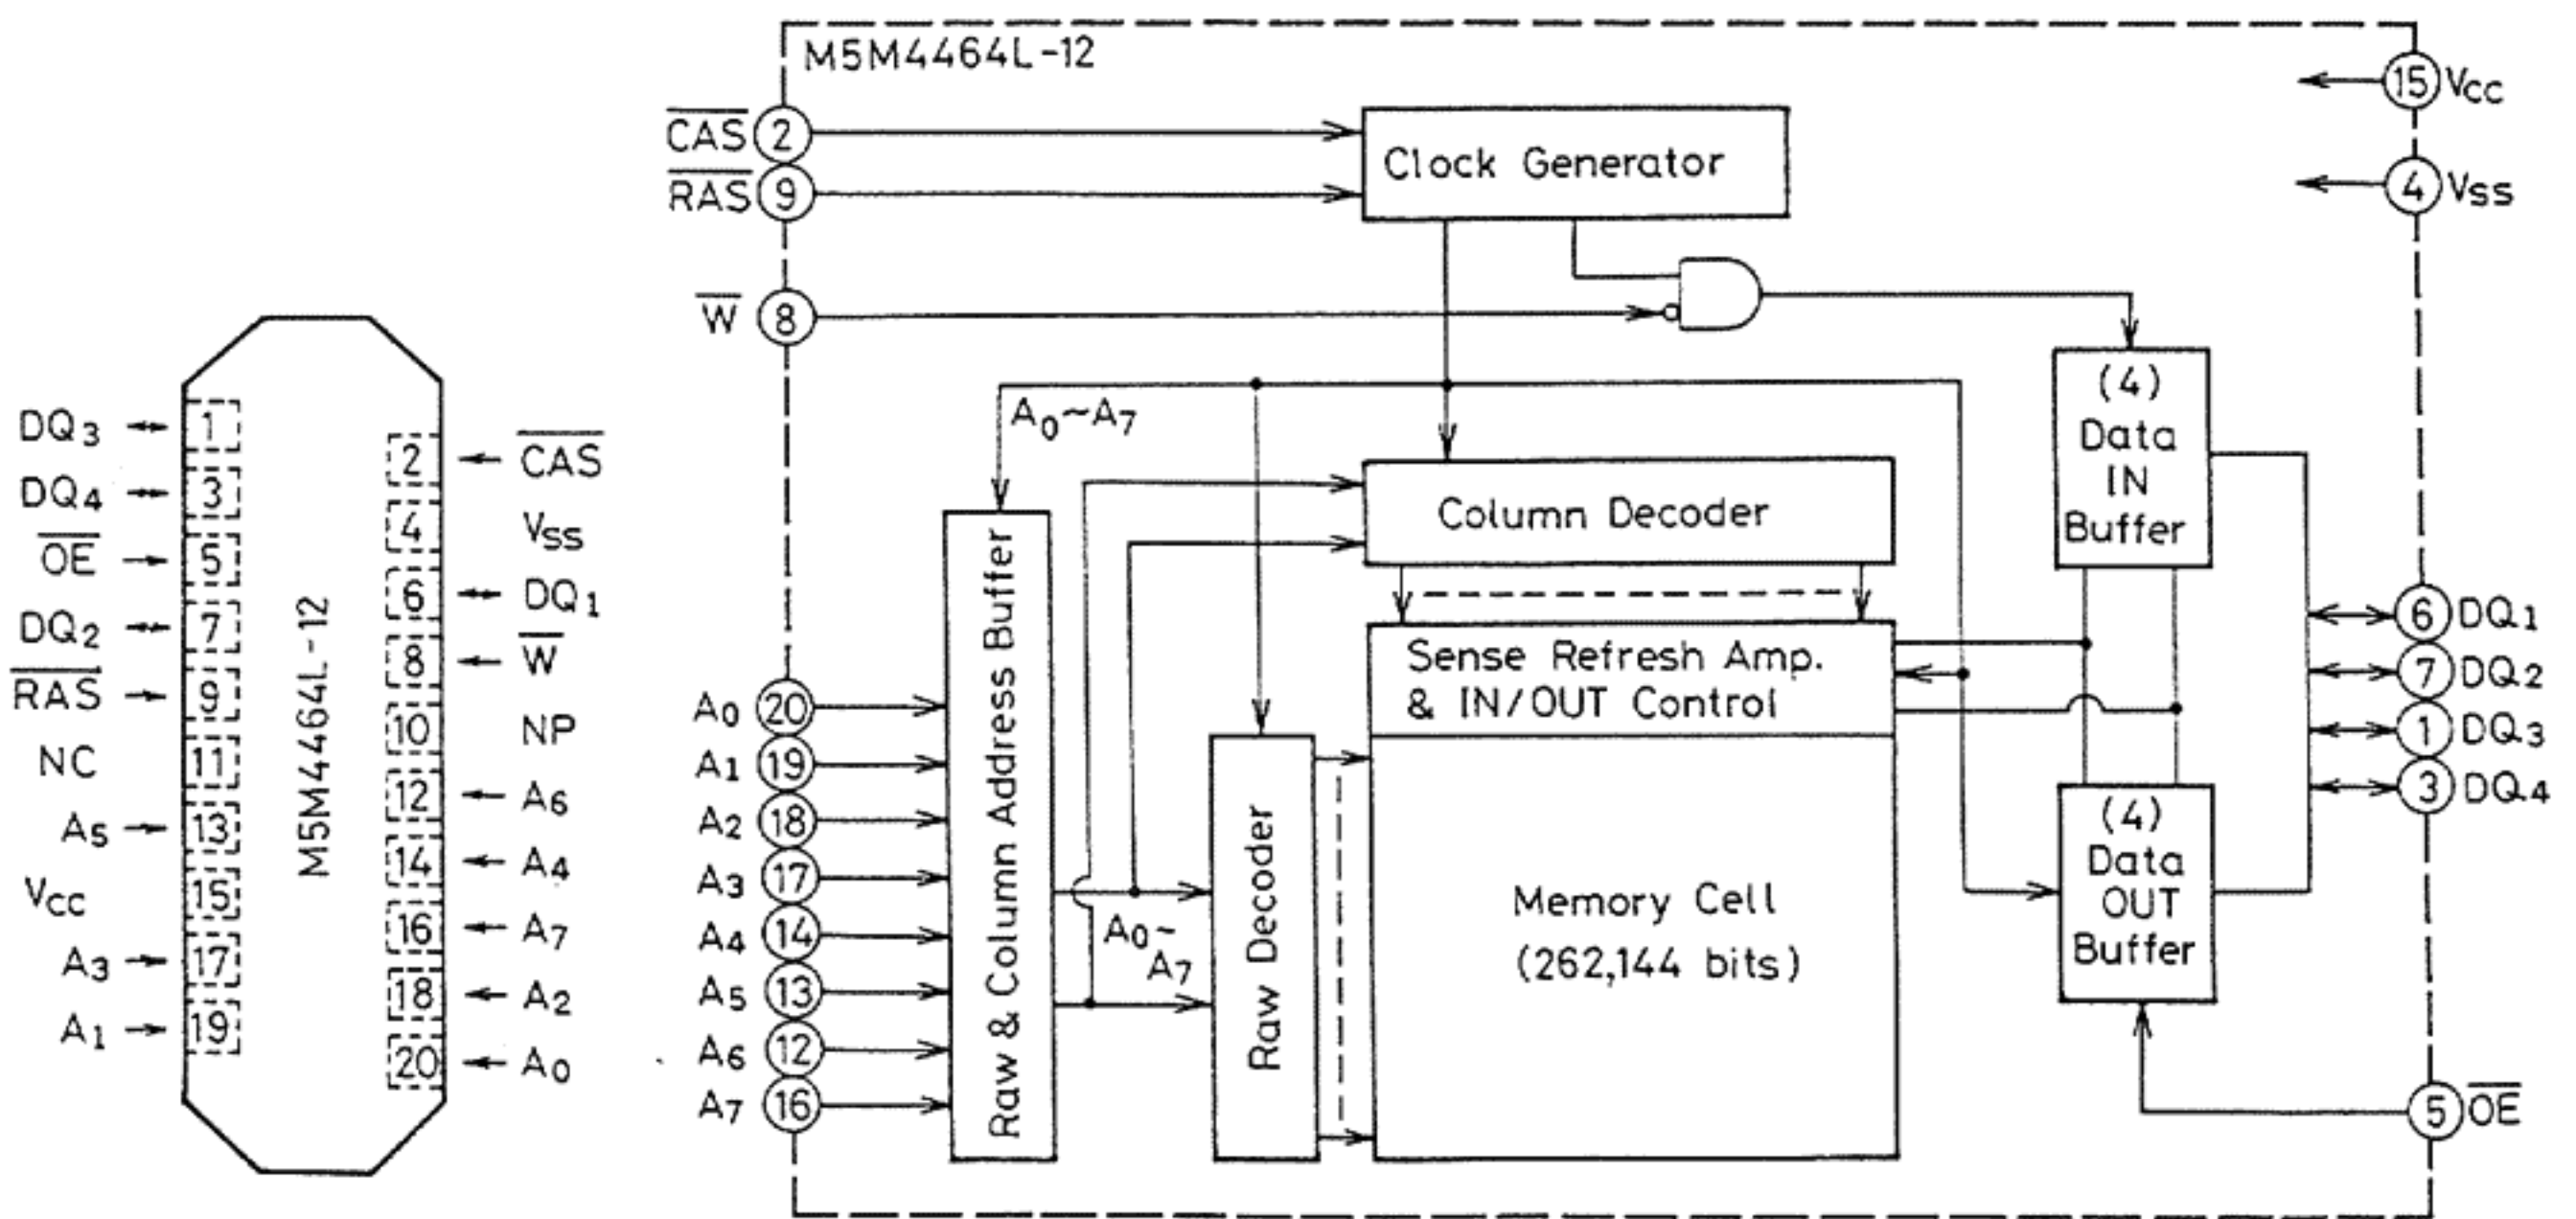 DQ3
1
2
CAS
DQ4
3
4
VSS
OE
5
6
DQ1
DQ2
7
8
W
RAS
9
10
NP
NC
11
12
A6
A5
13
14
A4
VCC
15
16
A7
A3
17
18
A2
A1
19
20
A0
M5M4464L-12
M5M4464L-12
CAS 2
RAS 9
W 8
Clock Generator
15 VCC
4 VSS
A0~A7
Column Decoder
Sense Refresh Amp.
& IN/OUT Control
Memory Cell
(262,144 bits)
Raw & Column Address Buffer
Raw Decoder
A0~
A7
A0 20
A1 19
A2 18
A3 17
A4 14
A5 13
A6 12
A7 16
(4)
Data
IN
Buffer
(4)
Data
OUT
Buffer
6 DQ1
7 DQ2
1 DQ3
3 DQ4
5 OE